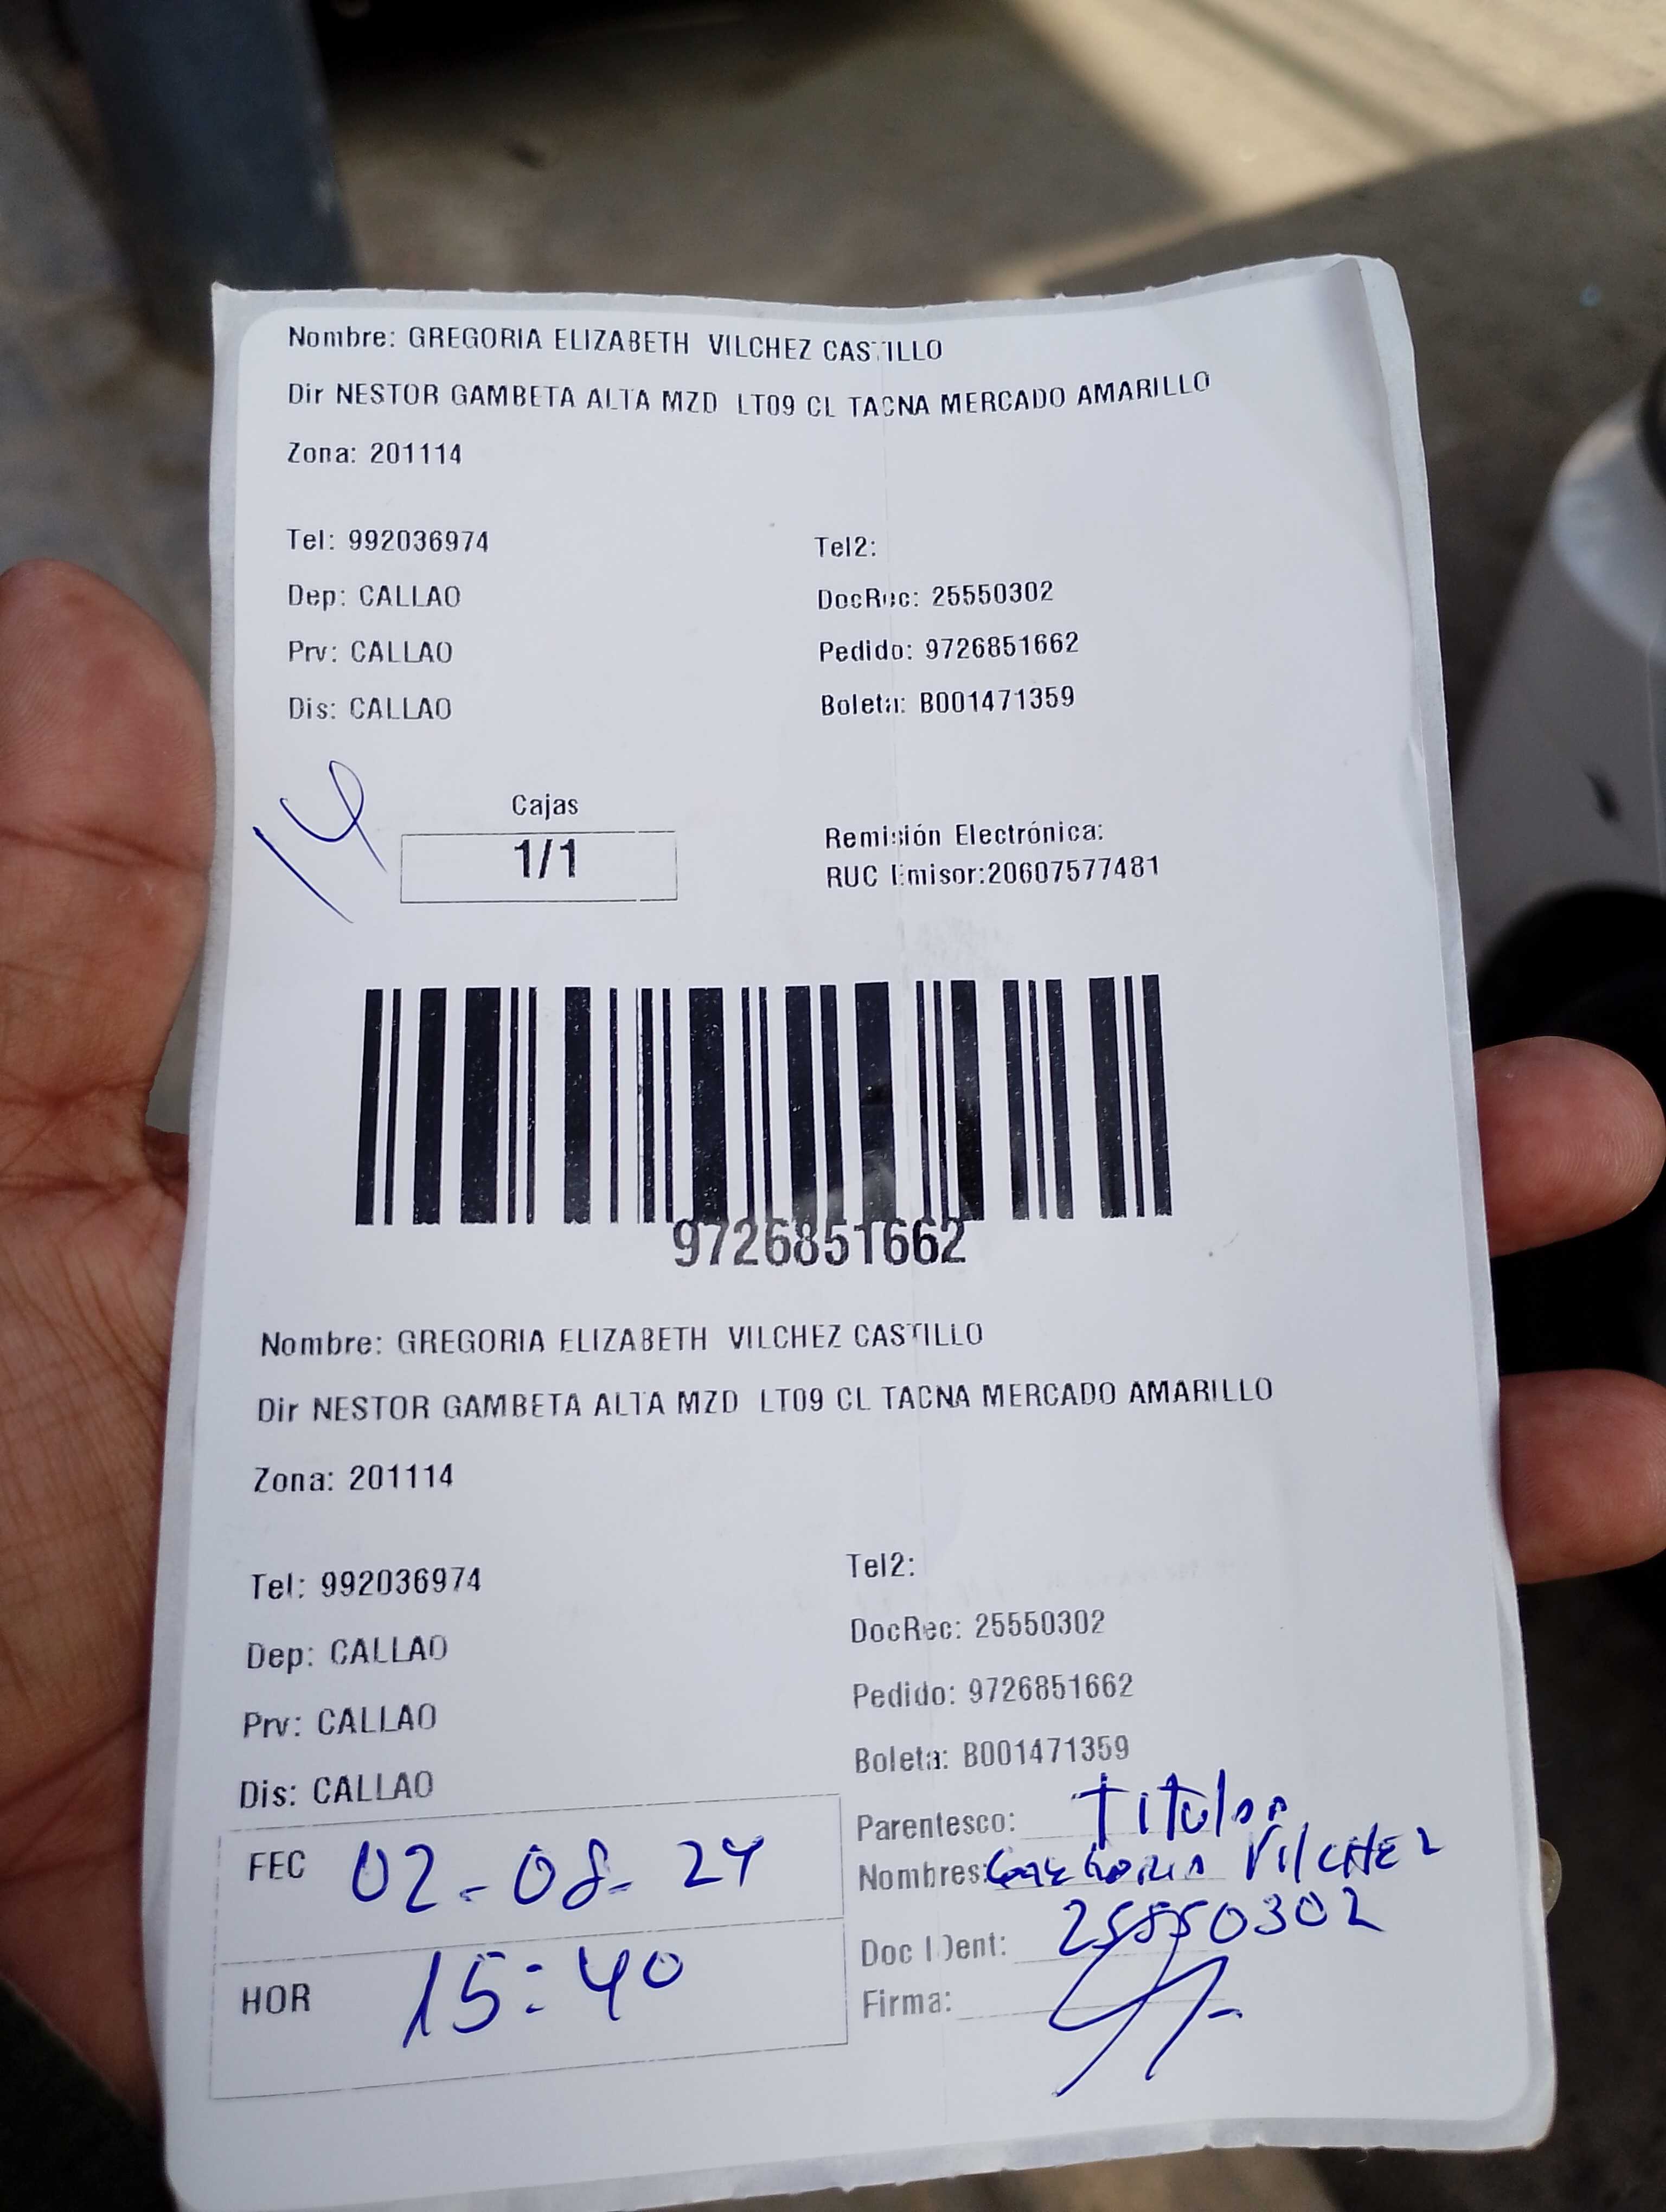 Nombre: GREGORIA ELIZABETH VILCHEZ CASTILLO
Dir NESTOR GAMBETA ALTA MZD LT09 CL TACNA MERCADO AMARILLO
Zona: 201114
Tel: 992036974 Tel2:
Dep: CALLAO DocRec: 25550302
Prv: CALLAO Pedido: 9726851662
Dis: CALLAO Boleta: B001471359
14
Cajas
1/1
Remisión Electrónica:
RUC Emisor:20607577481
9726851662
Nombre: GREGORIA ELIZABETH VILCHEZ CASTILLO
Dir NESTOR GAMBETA ALTA MZD LT09 CL TACNA MERCADO AMARILLO
Zona: 201114
Tel: 992036974 Tel2:
Dep: CALLAO DocRec: 25550302
Prv: CALLAO Pedido: 9726851662
Dis: CALLAO Boleta: B001471359
Parentesco: Titular
FEC 02-08-24 Nombres: Gregoria VilCHEZ
Doc IDent: 25550302
HOR 15:40 Firma: